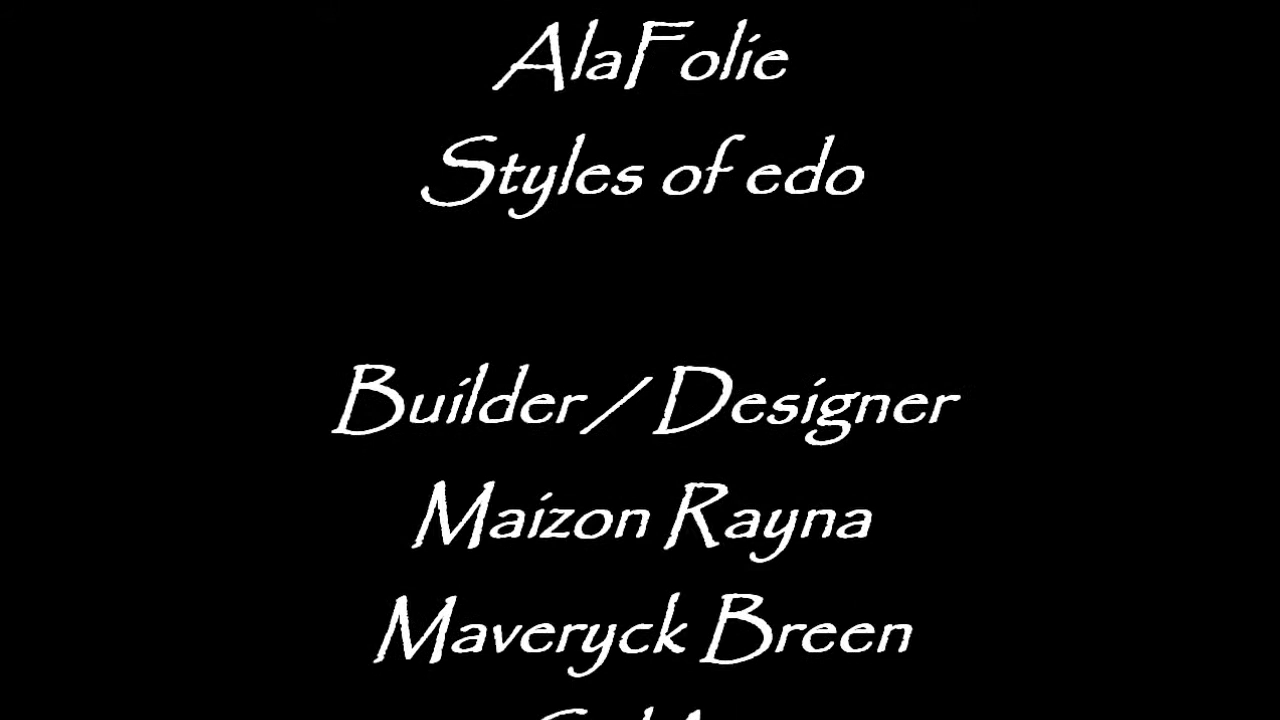 AlaFolie
Styles of edo
Builder/Designer
Maizon Rayna
Maveryck Breen